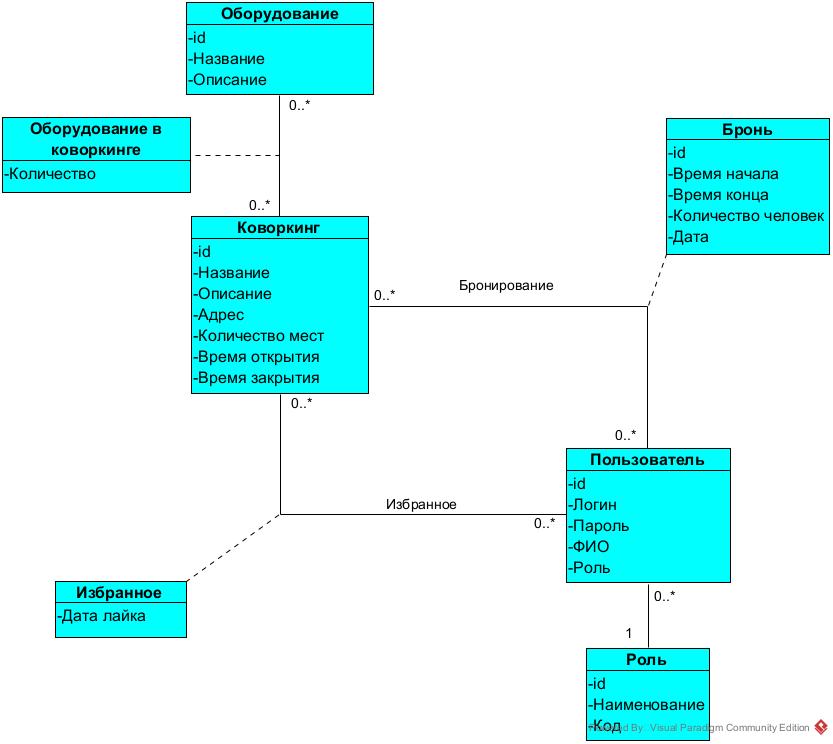 Оборудование
-id
-Название
-Описание
0..*
Оборудование в
коворкинге
-Количество
0..*
Бронь
-id
-Время начала
-Время конца
-Количество человек
-Дата
Коворкинг
-id
-Название
-Описание
-Адрес
-Количество мест
-Время открытия
-Время закрытия
Бронирование
0..*
0..*
0..*
Пользователь
-id
-Логин
-Пароль
-ФИО
-Роль
Избранное
0..*
Избранное
-Дата лайка
0..*
1
Роль
-id
-Наименование
-Код
Powered By Visual Paradigm Community Edition